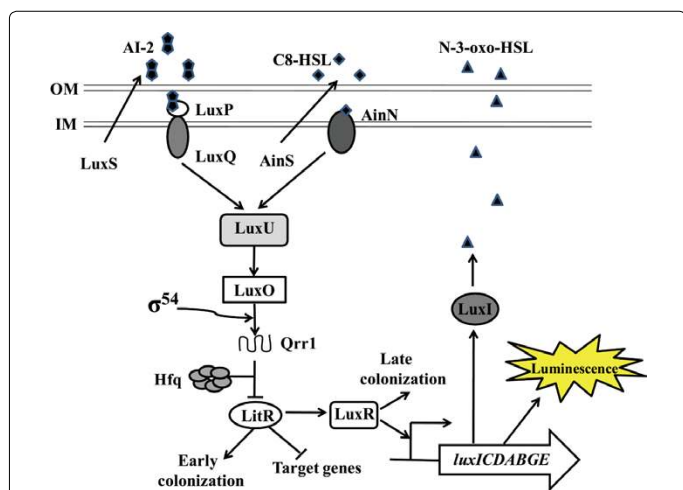 AI-2
C8-HSL
N-3-oxo-HSL
OM
LuxP
AinN
IM
LuxS
LuxQ
AinS
LuxU
LuxO
σ54
LuxI
Qrr1
Hfq
Late
colonization
Luminescence
LitR
LuxR
Early
colonization
Target genes
luxICDABGE